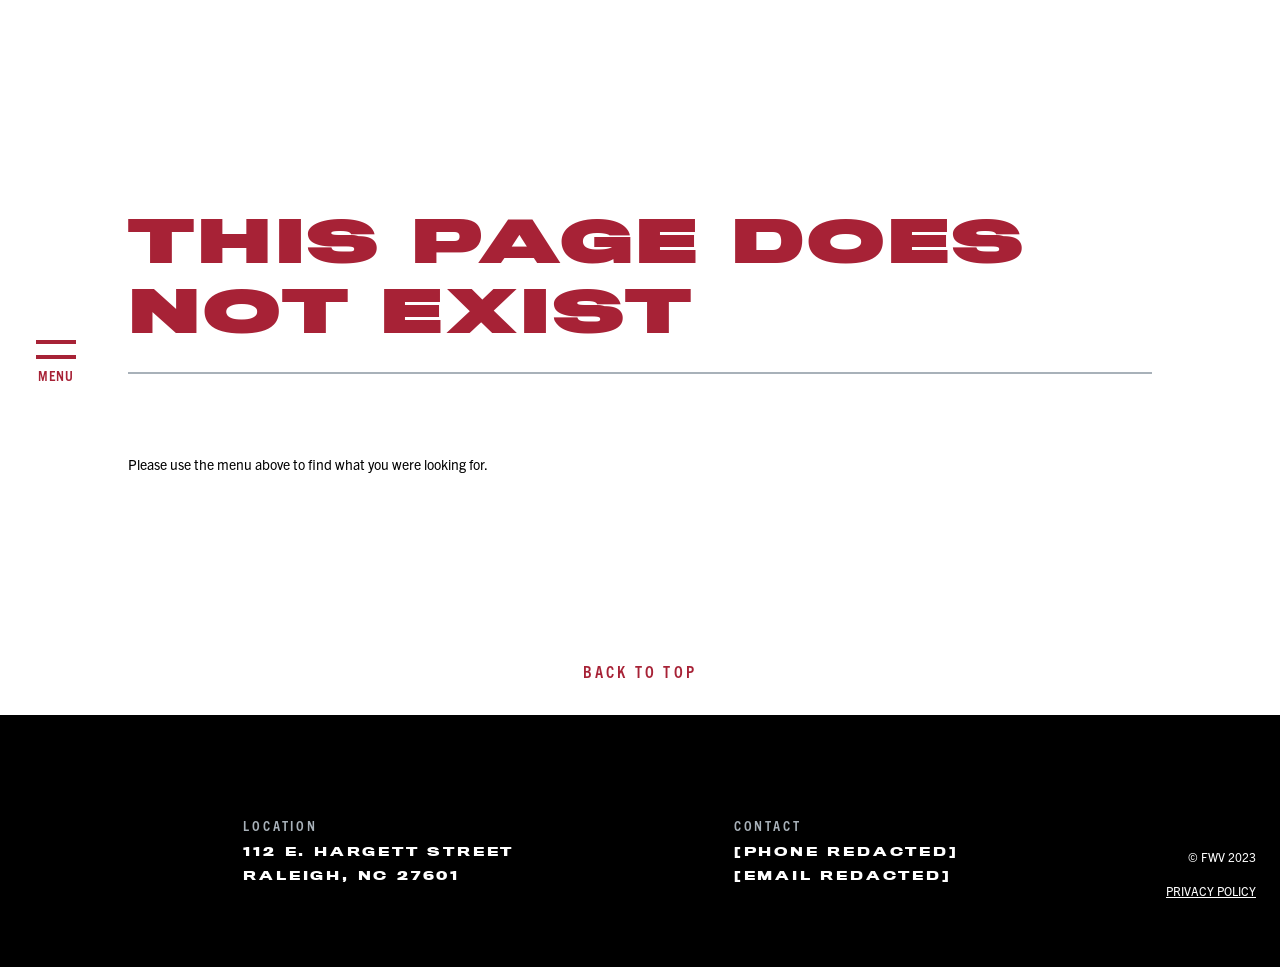 THIS PAGE DOES
NOT EXIST
MENU
Please use the menu above to find what you were looking for.
BACK TO TOP
LOCATION
112 E. HARGETT STREET
RALEIGH, NC 27601
CONTACT
[PHONE REDACTED]
[EMAIL REDACTED]
© FWV 2023
PRIVACY POLICY